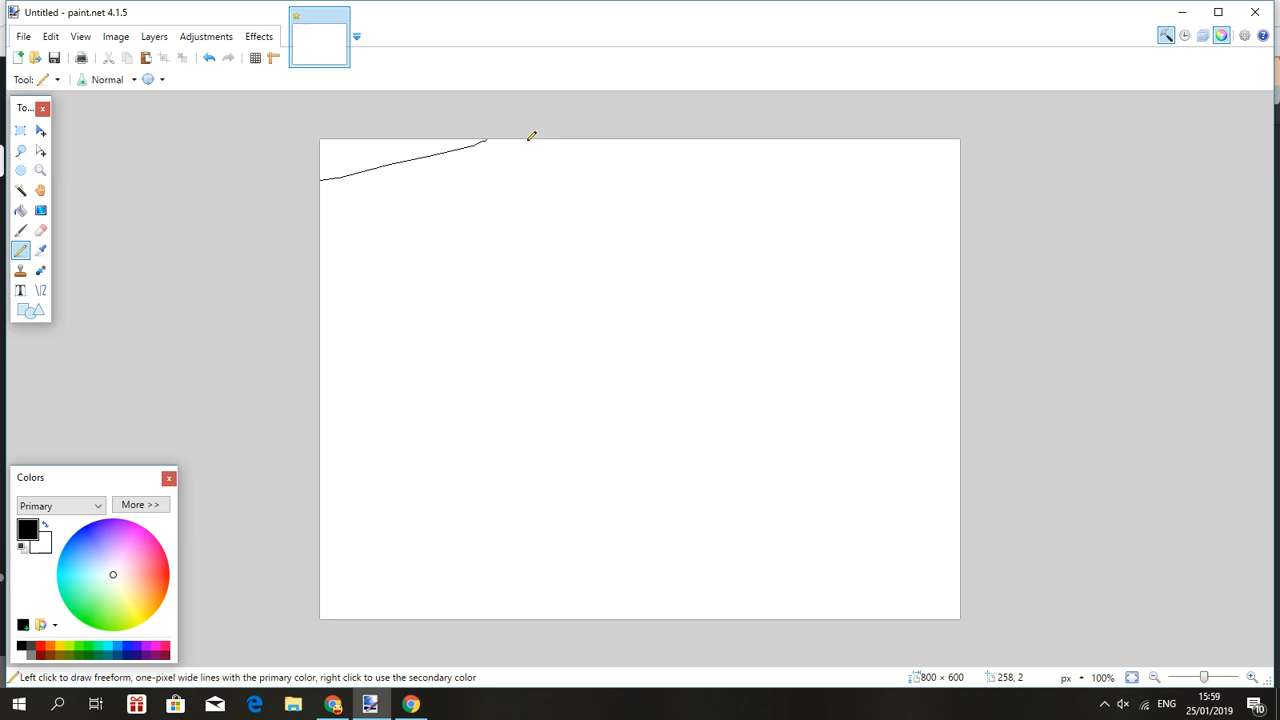 Untitled - paint.net 4.1.5
File Edit View Image Layers Adjustments Effects
Tool: Normal
To...
Colors
Primary More >>
Left click to draw freeform, one-pixel wide lines with the primary color, right click to use the secondary color
800 × 600 258, 2 px 100%
ENG 15:59
25/01/2019 10